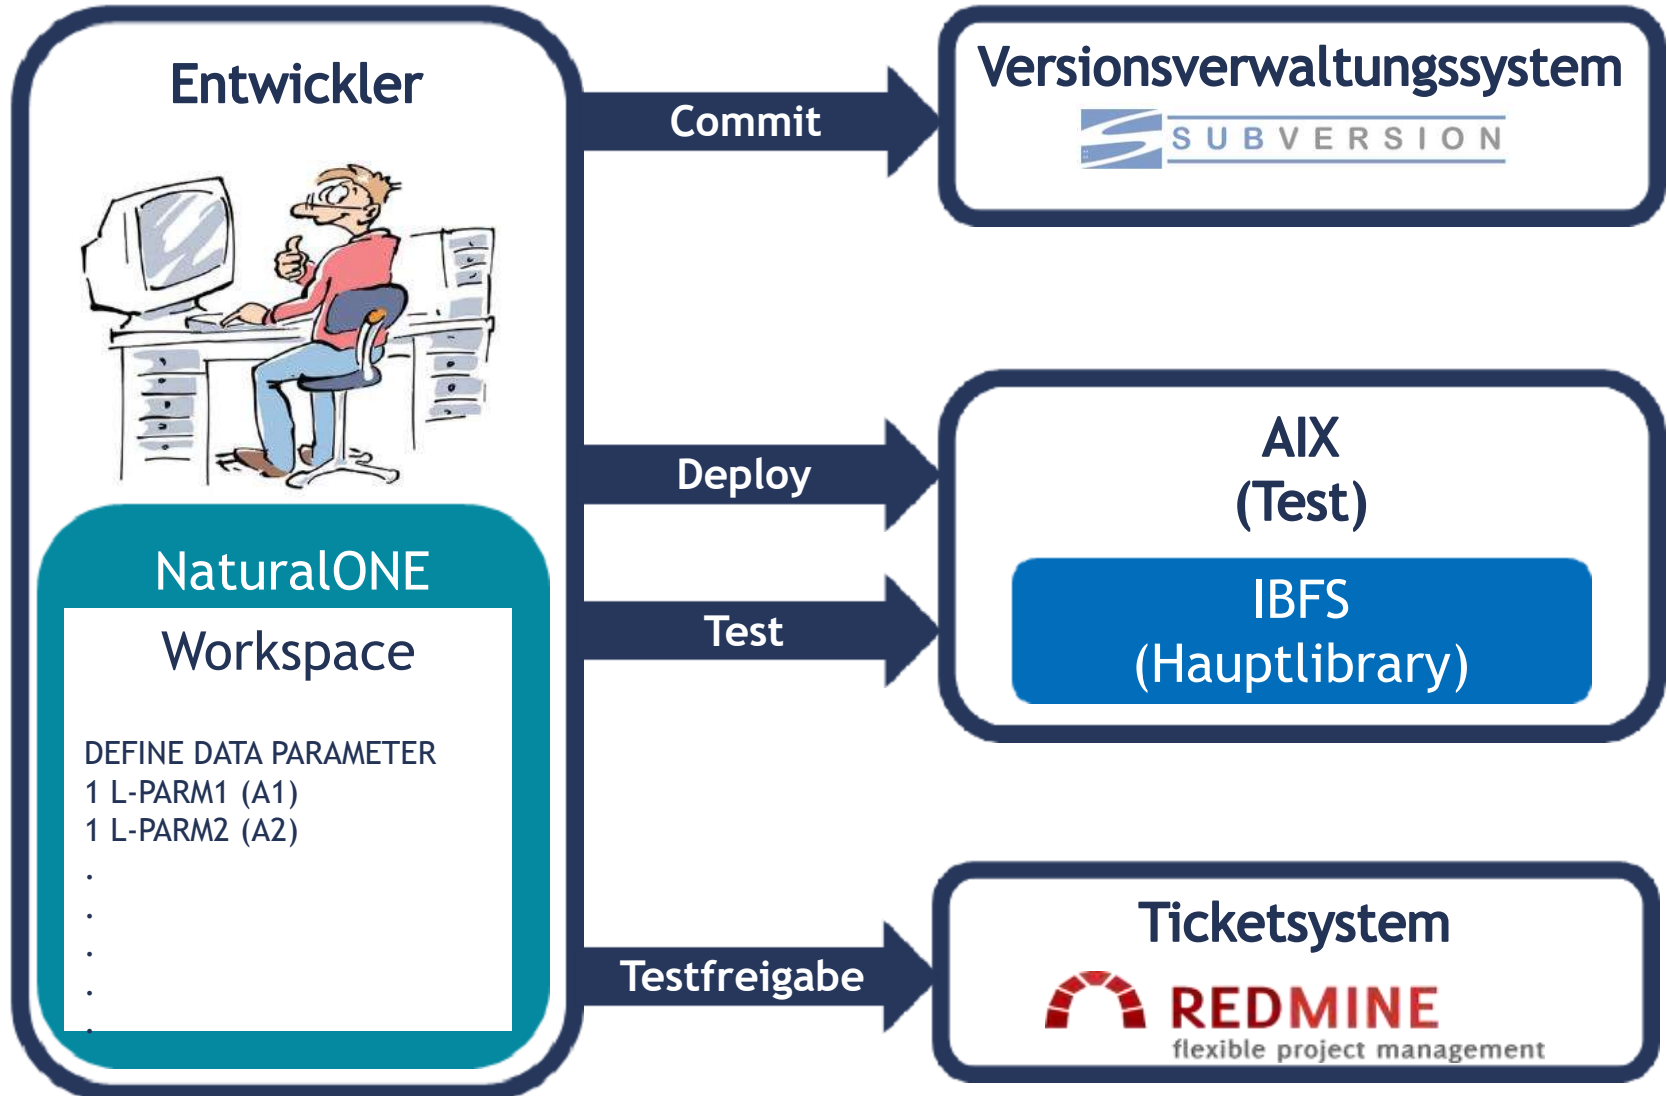 Entwickler
NaturalONE
Workspace
DEFINE DATA PARAMETER
1 L-PARM1 (A1)
1 L-PARM2 (A2)
.
.
.
.
.
Commit
Deploy
Test
Testfreigabe
Versionsverwaltungssystem
SUBVERSION
AIX
(Test)
IBFS
(Hauptlibrary)
Ticketsystem
REDMINE
flexible project management